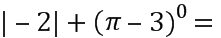 |−2| + (π − 3)⁰ =